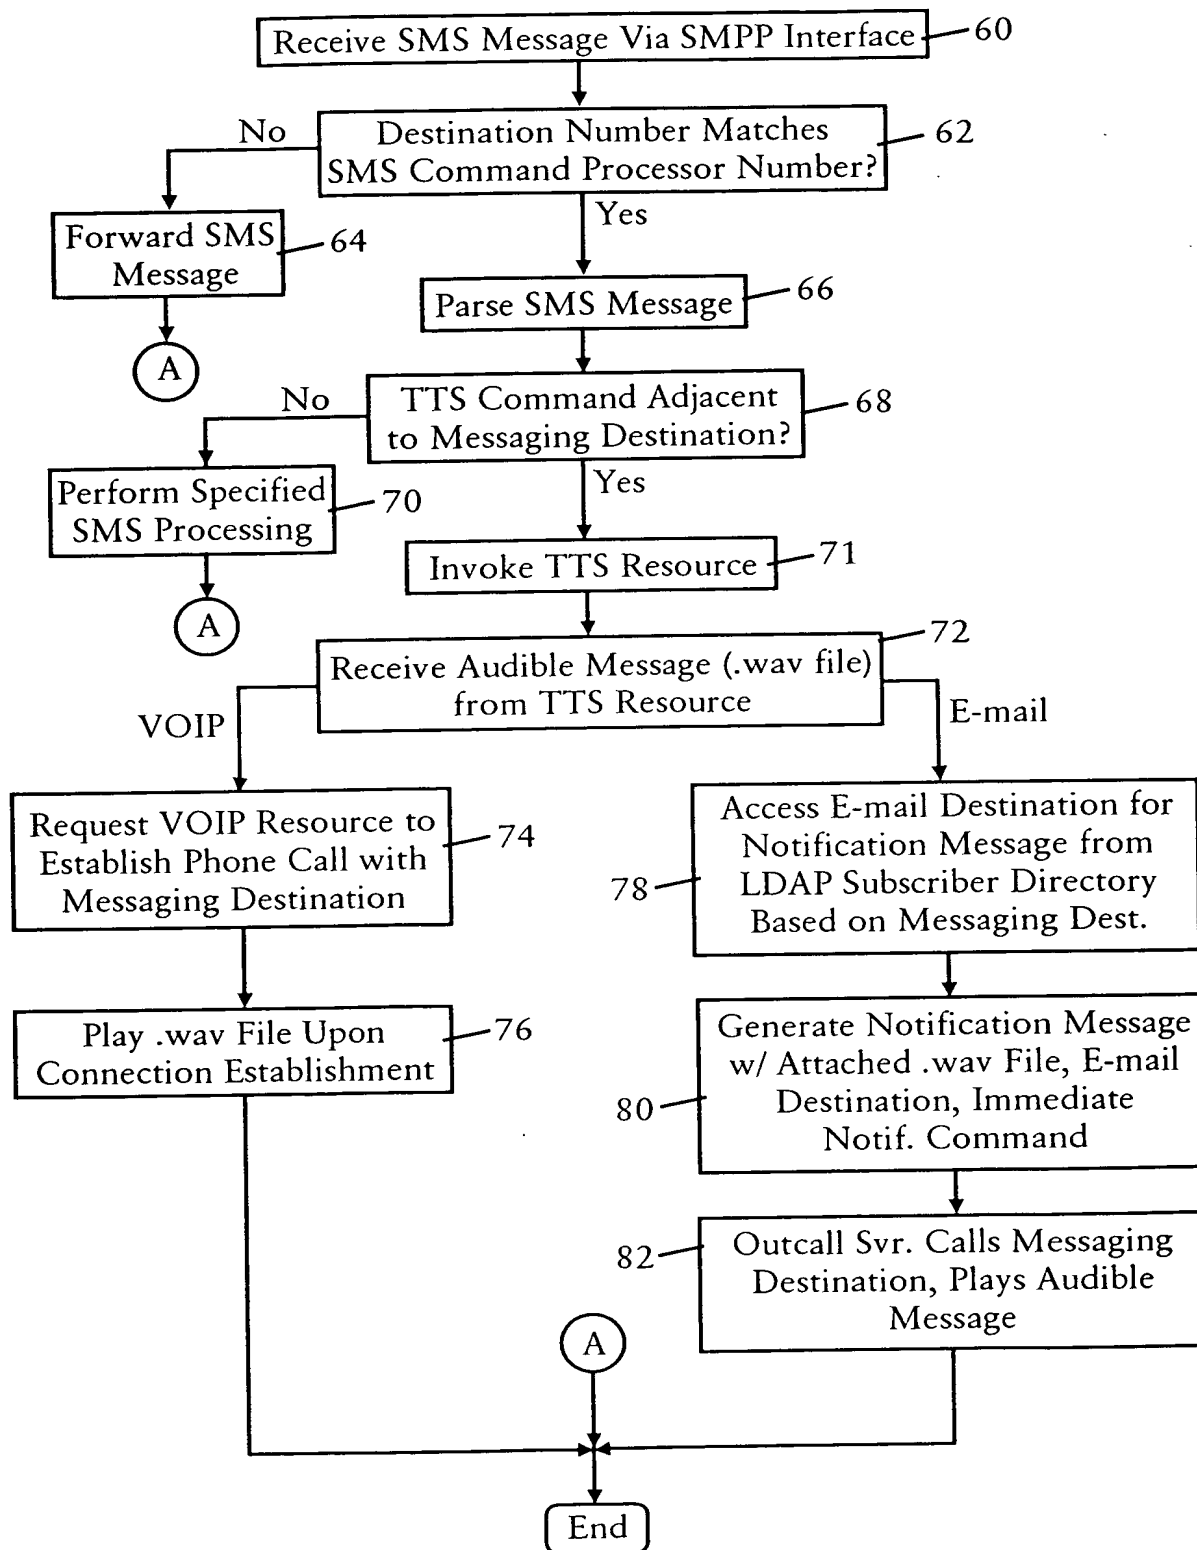 Receive SMS Message Via SMPP Interface
60
Destination Number Matches
SMS Command Processor Number?
62
No
Yes
Forward SMS
Message
64
Parse SMS Message
66
A
TTS Command Adjacent
to Messaging Destination?
68
No
Yes
Perform Specified
SMS Processing
70
Invoke TTS Resource
71
A
Receive Audible Message (.wav file)
from TTS Resource
72
VOIP
E-mail
Request VOIP Resource to
Establish Phone Call with
Messaging Destination
74
Access E-mail Destination for
Notification Message from
LDAP Subscriber Directory
Based on Messaging Dest.
78
Play .wav File Upon
Connection Establishment
76
Generate Notification Message
w/ Attached .wav File, E-mail
Destination, Immediate
Notif. Command
80
Outcall Svr. Calls Messaging
Destination, Plays Audible
Message
82
A
End